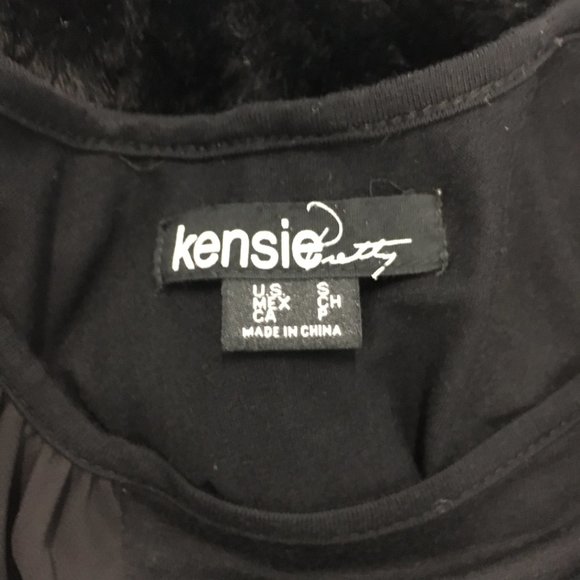 kensie Pretty
U.S. S
MEX CH
CA P
MADE IN CHINA